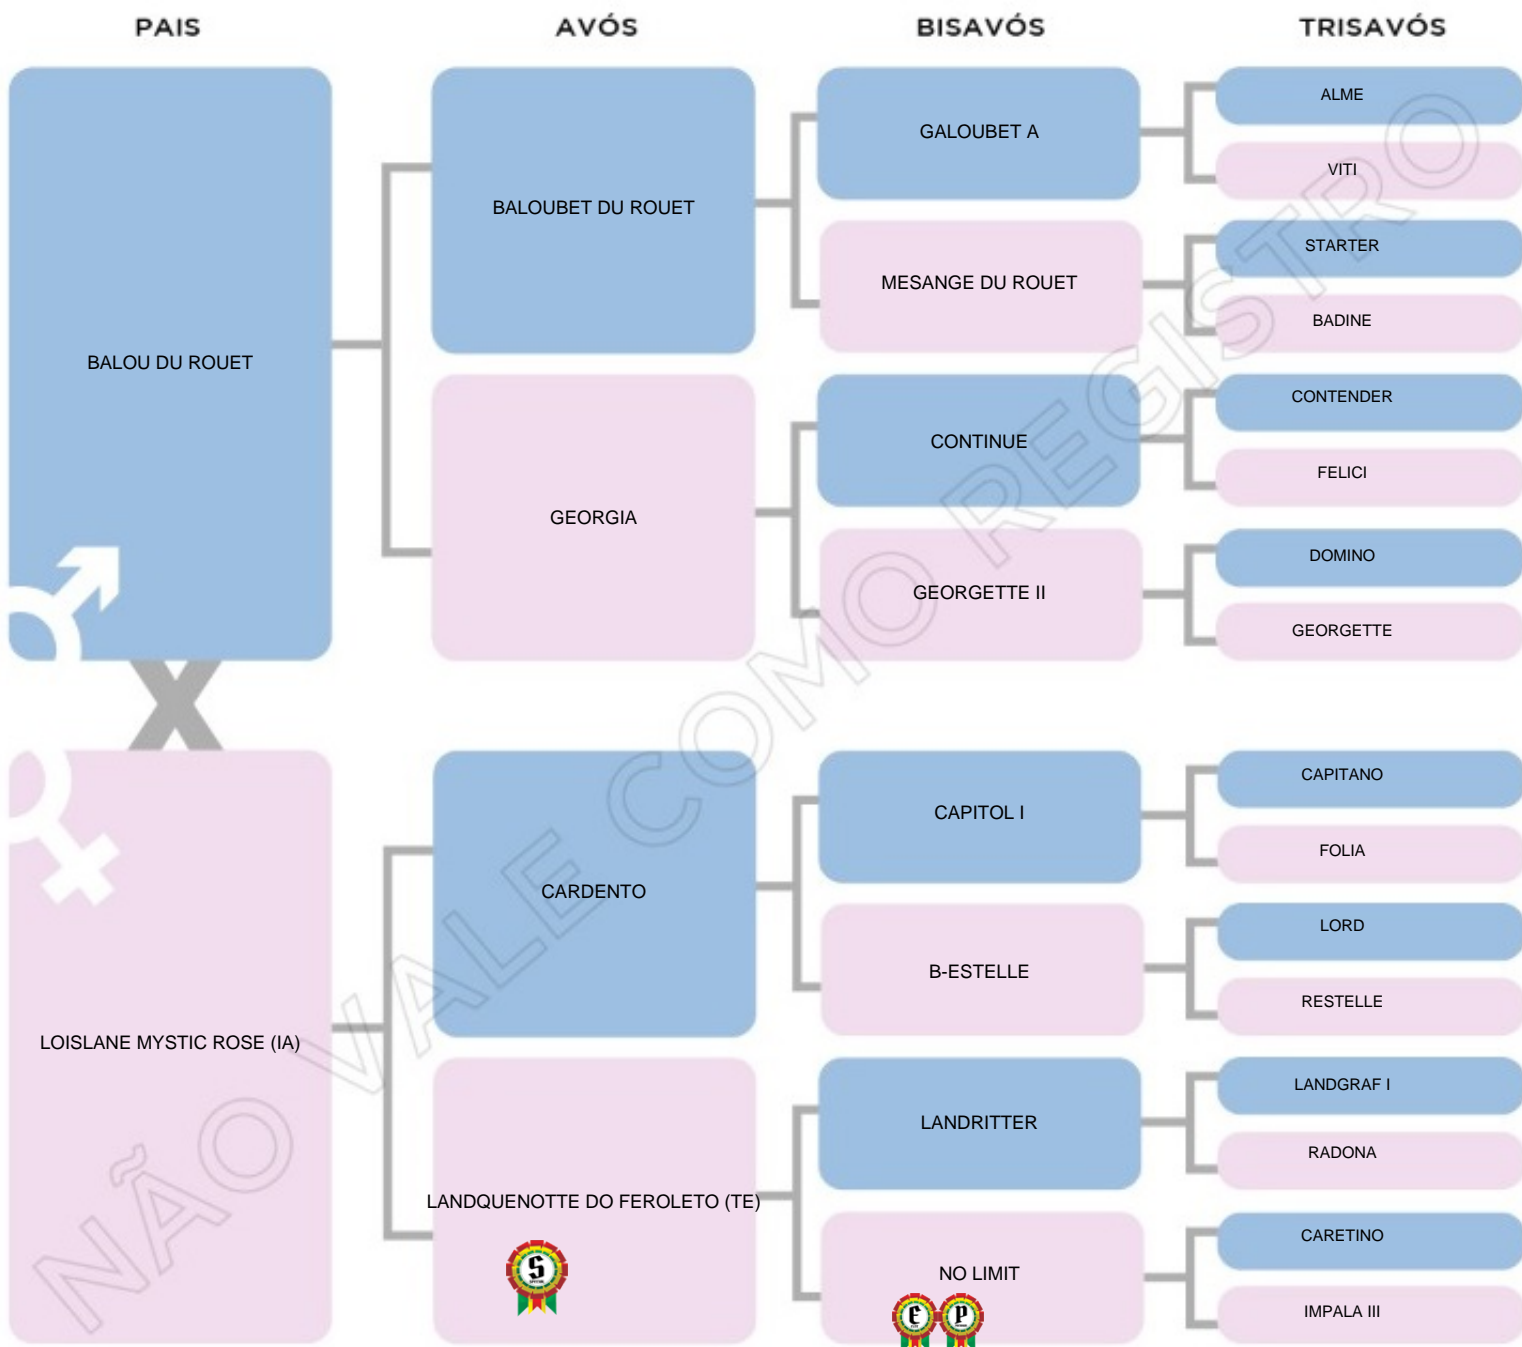 PAIS
AVÓS
BISAVÓS
TRISAVÓS
BALOU DU ROUET
BALOUBET DU ROUET
GEORGIA
GALOUBET A
MESANGE DU ROUET
CONTINUE
GEORGETTE II
ALME
VITI
STARTER
BADINE
CONTENDER
FELICI
DOMINO
GEORGETTE
X
LOISLANE MYSTIC ROSE (IA)
CARDENTO
LANDQUENOTTE DO FEROLETO (TE)
S
CAPITOL I
B-ESTELLE
LANDRITTER
NO LIMIT
E P
CAPITANO
FOLIA
LORD
RESTELLE
LANDGRAF I
RADONA
CARETINO
IMPALA III
NÃO VALE COMO REGISTRO